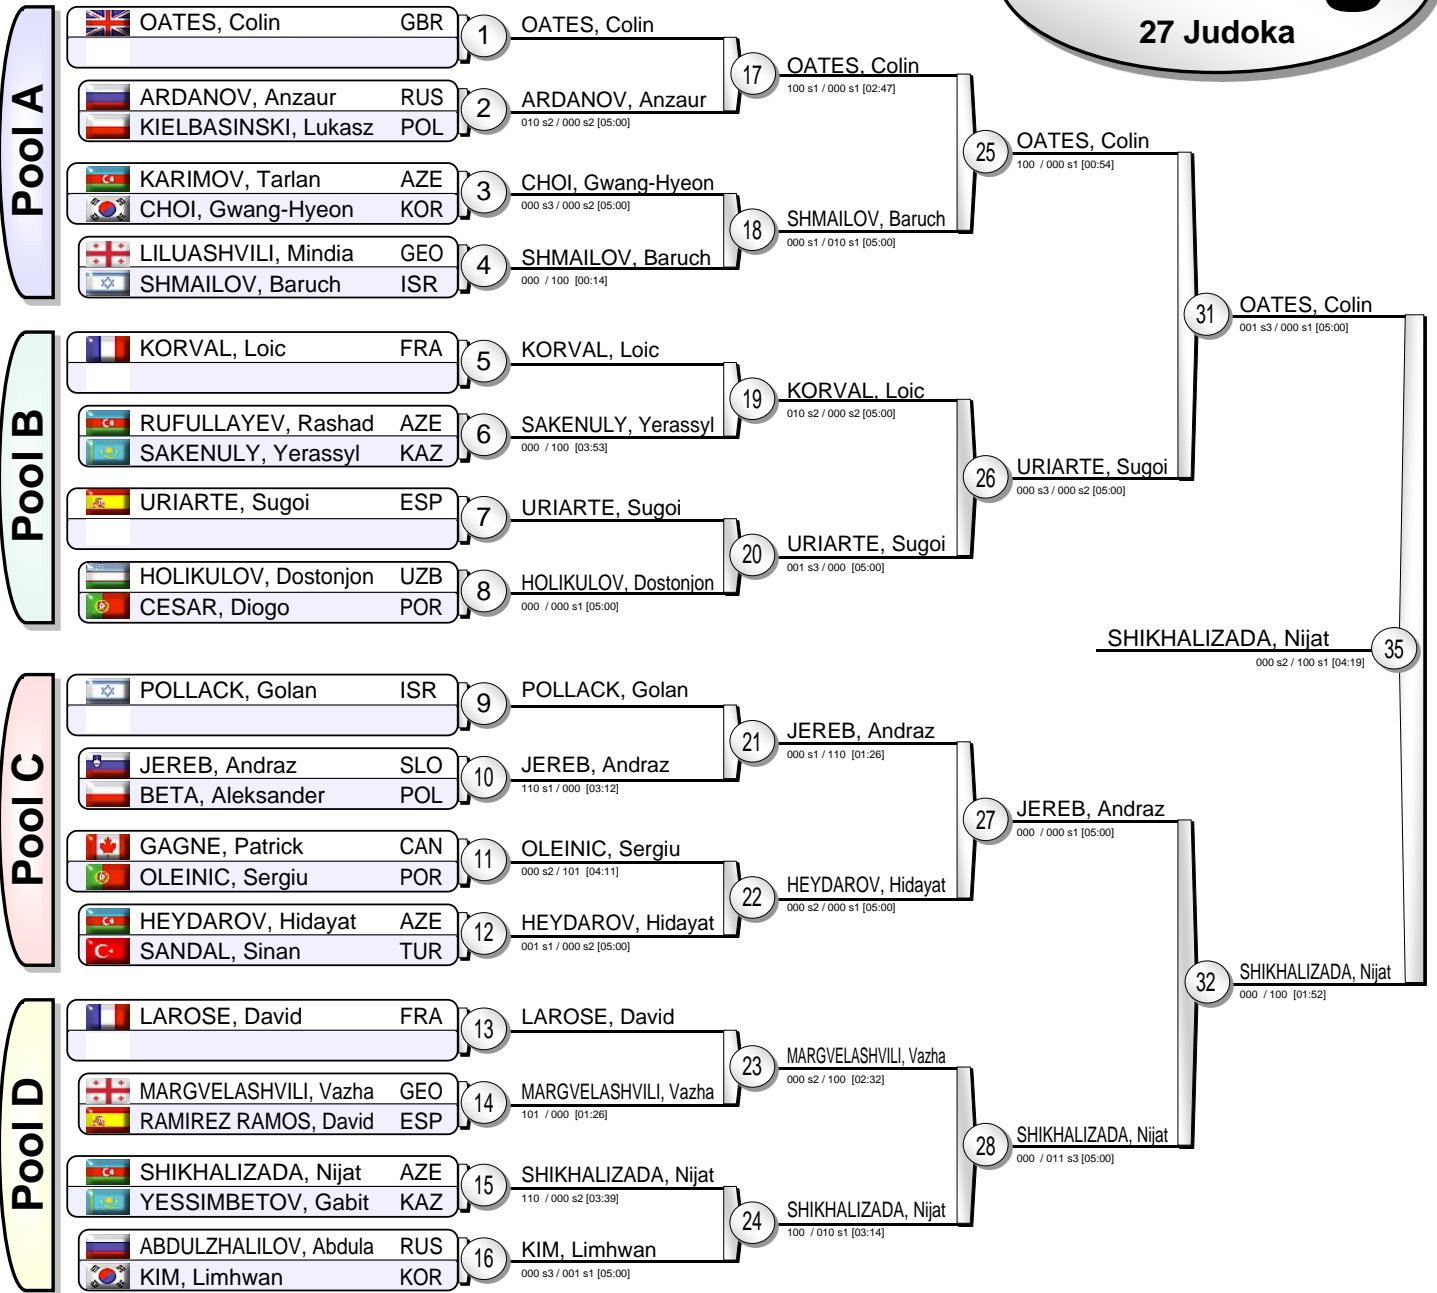 27 Judoka
Pool A
OATES, Colin GBR
1
OATES, Colin
ARDANOV, Anzaur RUS
KIELBASINSKI, Lukasz POL
2
ARDANOV, Anzaur
010 s2 / 000 s2 [05:00]
17
OATES, Colin
100 s1 / 000 s1 [02:47]
KARIMOV, Tarlan AZE
CHOI, Gwang-Hyeon KOR
3
CHOI, Gwang-Hyeon
000 s3 / 000 s2 [05:00]
LILUASHVILI, Mindia GEO
SHMAILOV, Baruch ISR
4
SHMAILOV, Baruch
000 / 100 [00:14]
18
SHMAILOV, Baruch
000 s1 / 010 s1 [05:00]
25
OATES, Colin
100 / 000 s1 [00:54]
Pool B
KORVAL, Loic FRA
5
KORVAL, Loic
RUFULLAYEV, Rashad AZE
SAKENULY, Yerassyl KAZ
6
SAKENULY, Yerassyl
000 / 100 [03:53]
19
KORVAL, Loic
010 s2 / 000 s2 [05:00]
URIARTE, Sugoi ESP
7
URIARTE, Sugoi
HOLIKULOV, Dostonjon UZB
CESAR, Diogo POR
8
HOLIKULOV, Dostonjon
000 / 000 s1 [05:00]
20
URIARTE, Sugoi
001 s3 / 000 [05:00]
26
URIARTE, Sugoi
000 s3 / 000 s2 [05:00]
31
OATES, Colin
001 s3 / 000 s1 [05:00]
SHIKHALIZADA, Nijat
000 s2 / 100 s1 [04:19]
35
Pool C
POLLACK, Golan ISR
9
POLLACK, Golan
JEREB, Andraz SLO
BETA, Aleksander POL
10
JEREB, Andraz
110 s1 / 000 [03:12]
21
JEREB, Andraz
000 s1 / 110 [01:26]
GAGNE, Patrick CAN
OLEINIC, Sergiu POR
11
OLEINIC, Sergiu
000 s2 / 101 [04:11]
HEYDAROV, Hidayat AZE
SANDAL, Sinan TUR
12
HEYDAROV, Hidayat
001 s1 / 000 s2 [05:00]
22
HEYDAROV, Hidayat
000 s2 / 000 s1 [05:00]
27
JEREB, Andraz
000 / 000 s1 [05:00]
Pool D
LAROSE, David FRA
13
LAROSE, David
MARGVELASHVILI, Vazha GEO
RAMIREZ RAMOS, David ESP
14
MARGVELASHVILI, Vazha
101 / 000 [01:26]
23
MARGVELASHVILI, Vazha
000 s2 / 100 [02:32]
SHIKHALIZADA, Nijat AZE
YESSIMBETOV, Gabit KAZ
15
SHIKHALIZADA, Nijat
110 / 000 s2 [03:39]
ABDULZHALILOV, Abdula RUS
KIM, Limhwan KOR
16
KIM, Limhwan
000 s3 / 001 s1 [05:00]
24
SHIKHALIZADA, Nijat
100 / 010 s1 [03:14]
28
SHIKHALIZADA, Nijat
000 / 011 s3 [05:00]
32
SHIKHALIZADA, Nijat
000 / 100 [01:52]